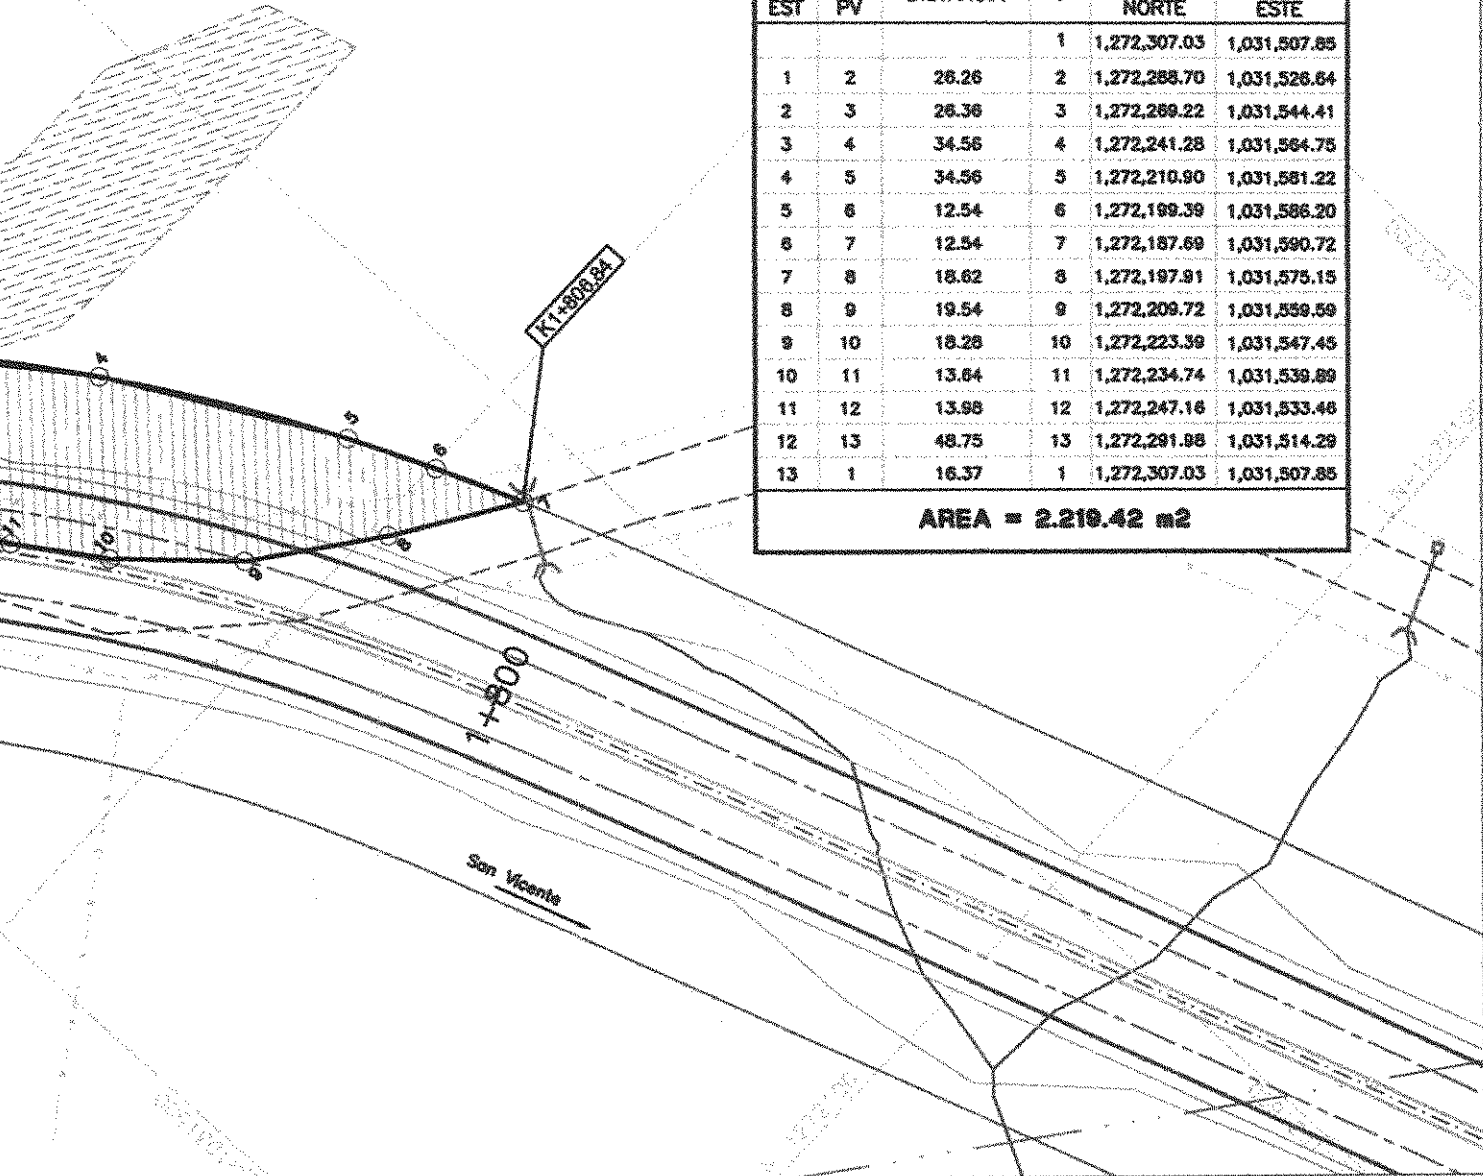 EST PV NORTE ESTE
1 1,272,307.03 1,031,507.85
1 2 26.26 2 1,272,288.70 1,031,526.64
2 3 26.36 3 1,272,269.22 1,031,544.41
3 4 34.56 4 1,272,241.28 1,031,564.75
4 5 34.56 5 1,272,210.90 1,031,581.22
5 6 12.54 6 1,272,199.39 1,031,586.20
6 7 12.54 7 1,272,187.69 1,031,590.72
7 8 18.62 8 1,272,197.91 1,031,575.15
8 9 19.54 9 1,272,209.72 1,031,559.59
9 10 18.28 10 1,272,223.39 1,031,547.45
10 11 13.64 11 1,272,234.74 1,031,539.89
11 12 13.98 12 1,272,247.16 1,031,533.46
12 13 48.75 13 1,272,291.98 1,031,514.29
13 1 16.37 1 1,272,307.03 1,031,507.85
AREA = 2.219.42 m2
K1+806.84
4
5
6
7
8
9
10
11
1+800
San Vicente